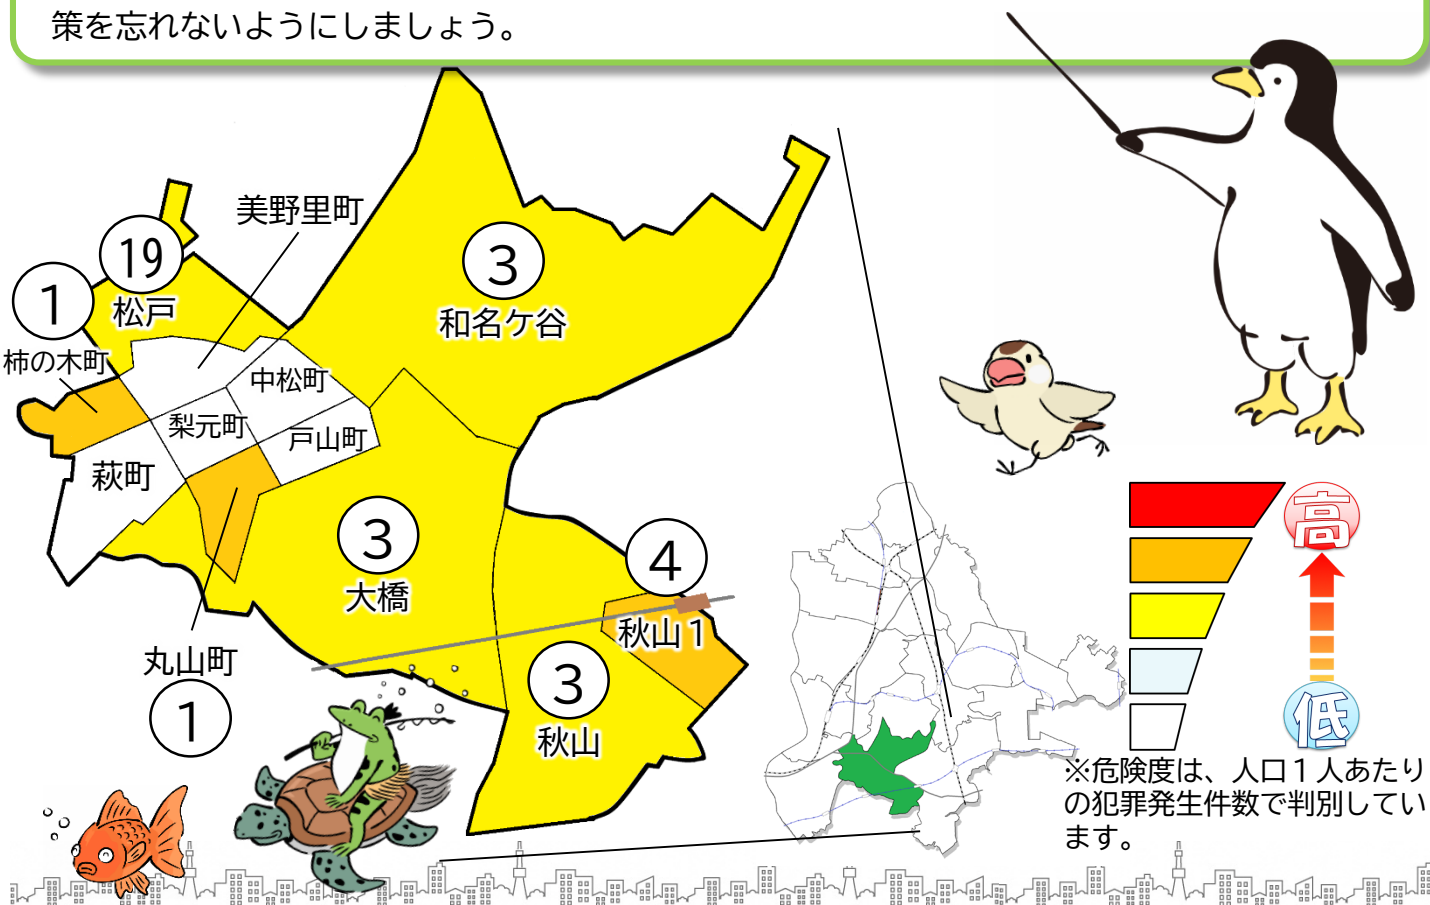 策を忘れないようにしましょう。
美野里町
19
松戸
3
和名ケ谷
1
柿の木町
中松町
梨元町
戸山町
萩町
3
大橋
4
秋山1
丸山町
1
3
秋山
高
低
※危険度は、人口1人あたり
の犯罪発生件数で判別してい
ます。